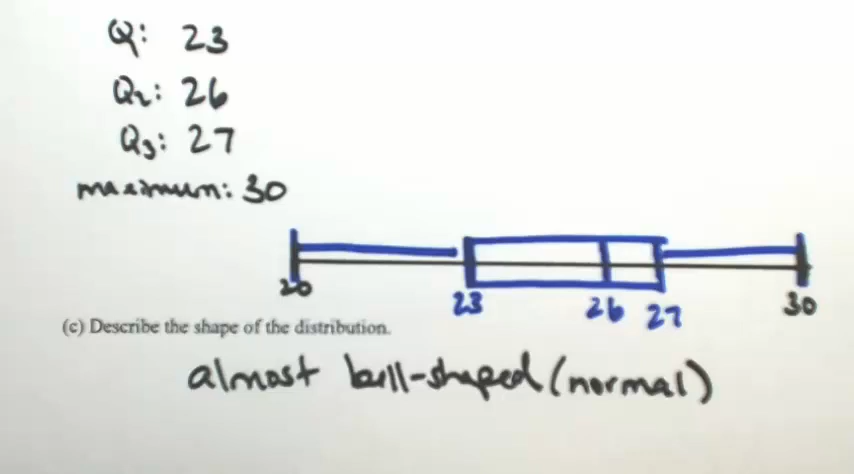 Q: 23
Q2: 26
Q3: 27
maximum: 30
20 23 26 27 30
(c) Describe the shape of the distribution.
almost bell-shaped (normal)